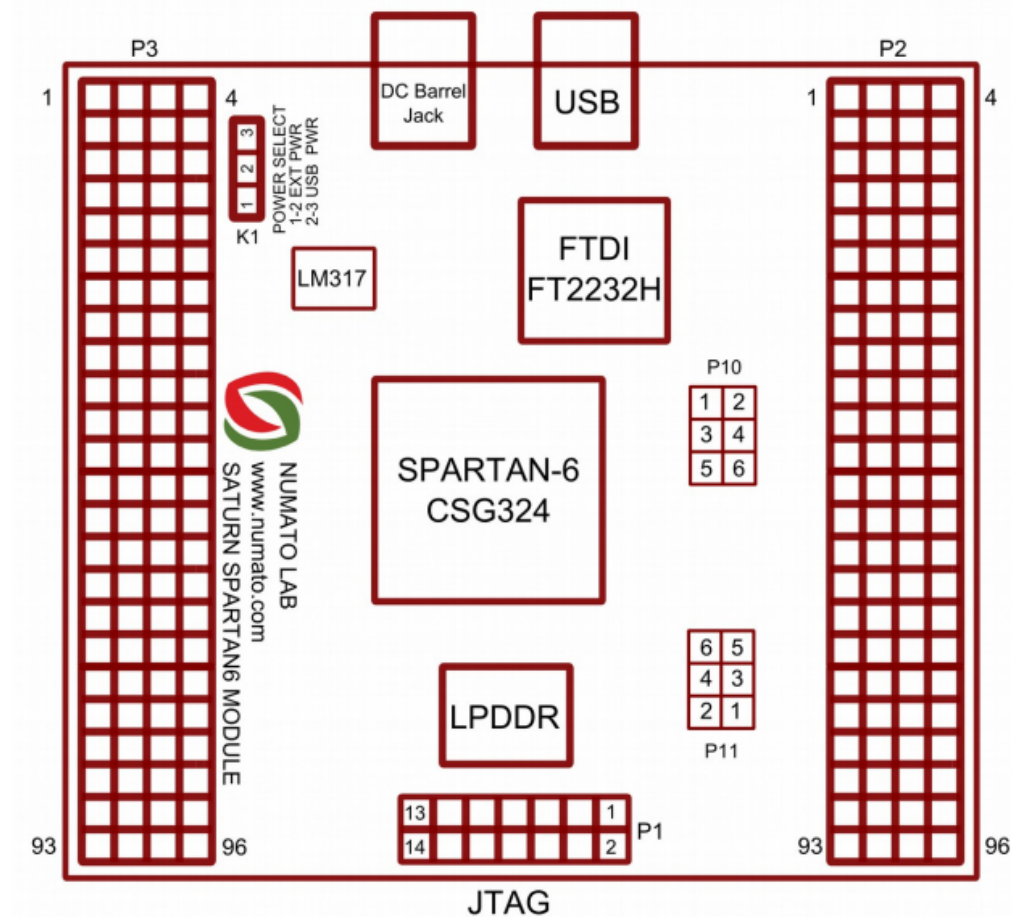 P3
P2
1
4
1
4
DC Barrel
Jack
USB
3
2
1
POWER SELECT
1-2 EXT PWR
2-3 USB PWR
K1
LM317
FTDI
FT2232H
P10
1 2
3 4
5 6
SPARTAN-6
CSG324
NUMATO LAB
www.numato.com
SATURN SPARTAN6 MODULE
6 5
4 3
2 1
P11
LPDDR
13 1
14 2
P1
93
96
93
96
JTAG